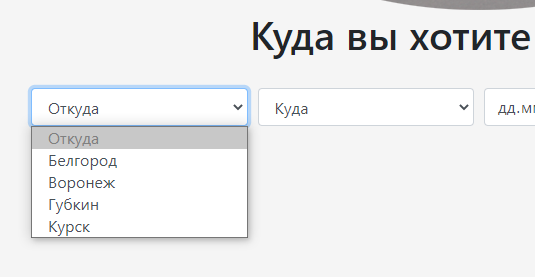 Куда вы хотите
Откуда
Куда
дд.мм
Откуда
Белгород
Воронеж
Губкин
Курск